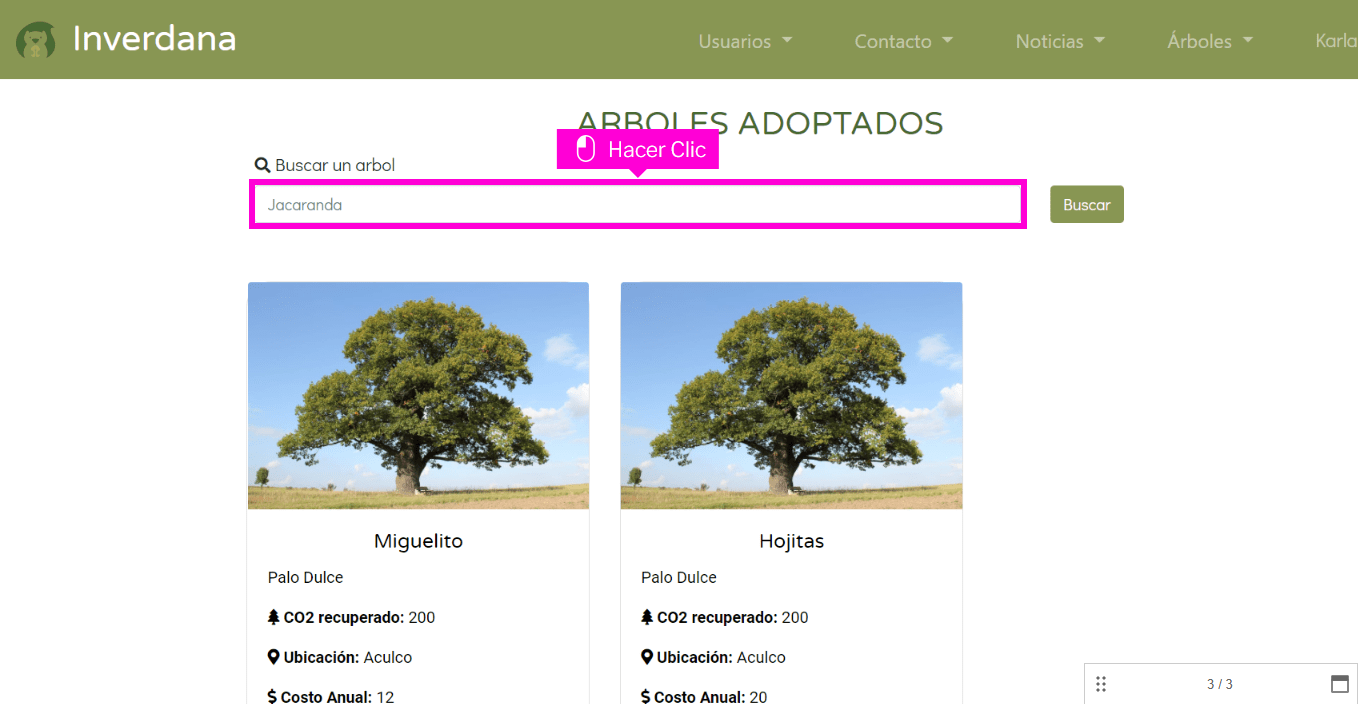 Inverdana
Usuarios
Contacto
Noticias
Árboles
Karla
ARBOLES ADOPTADOS
Hacer Clic
Buscar un arbol
Jacaranda
Buscar
Miguelito
Palo Dulce
CO2 recuperado: 200
Ubicación: Aculco
Costo Anual: 12
Hojitas
Palo Dulce
CO2 recuperado: 200
Ubicación: Aculco
Costo Anual: 20
3 / 3